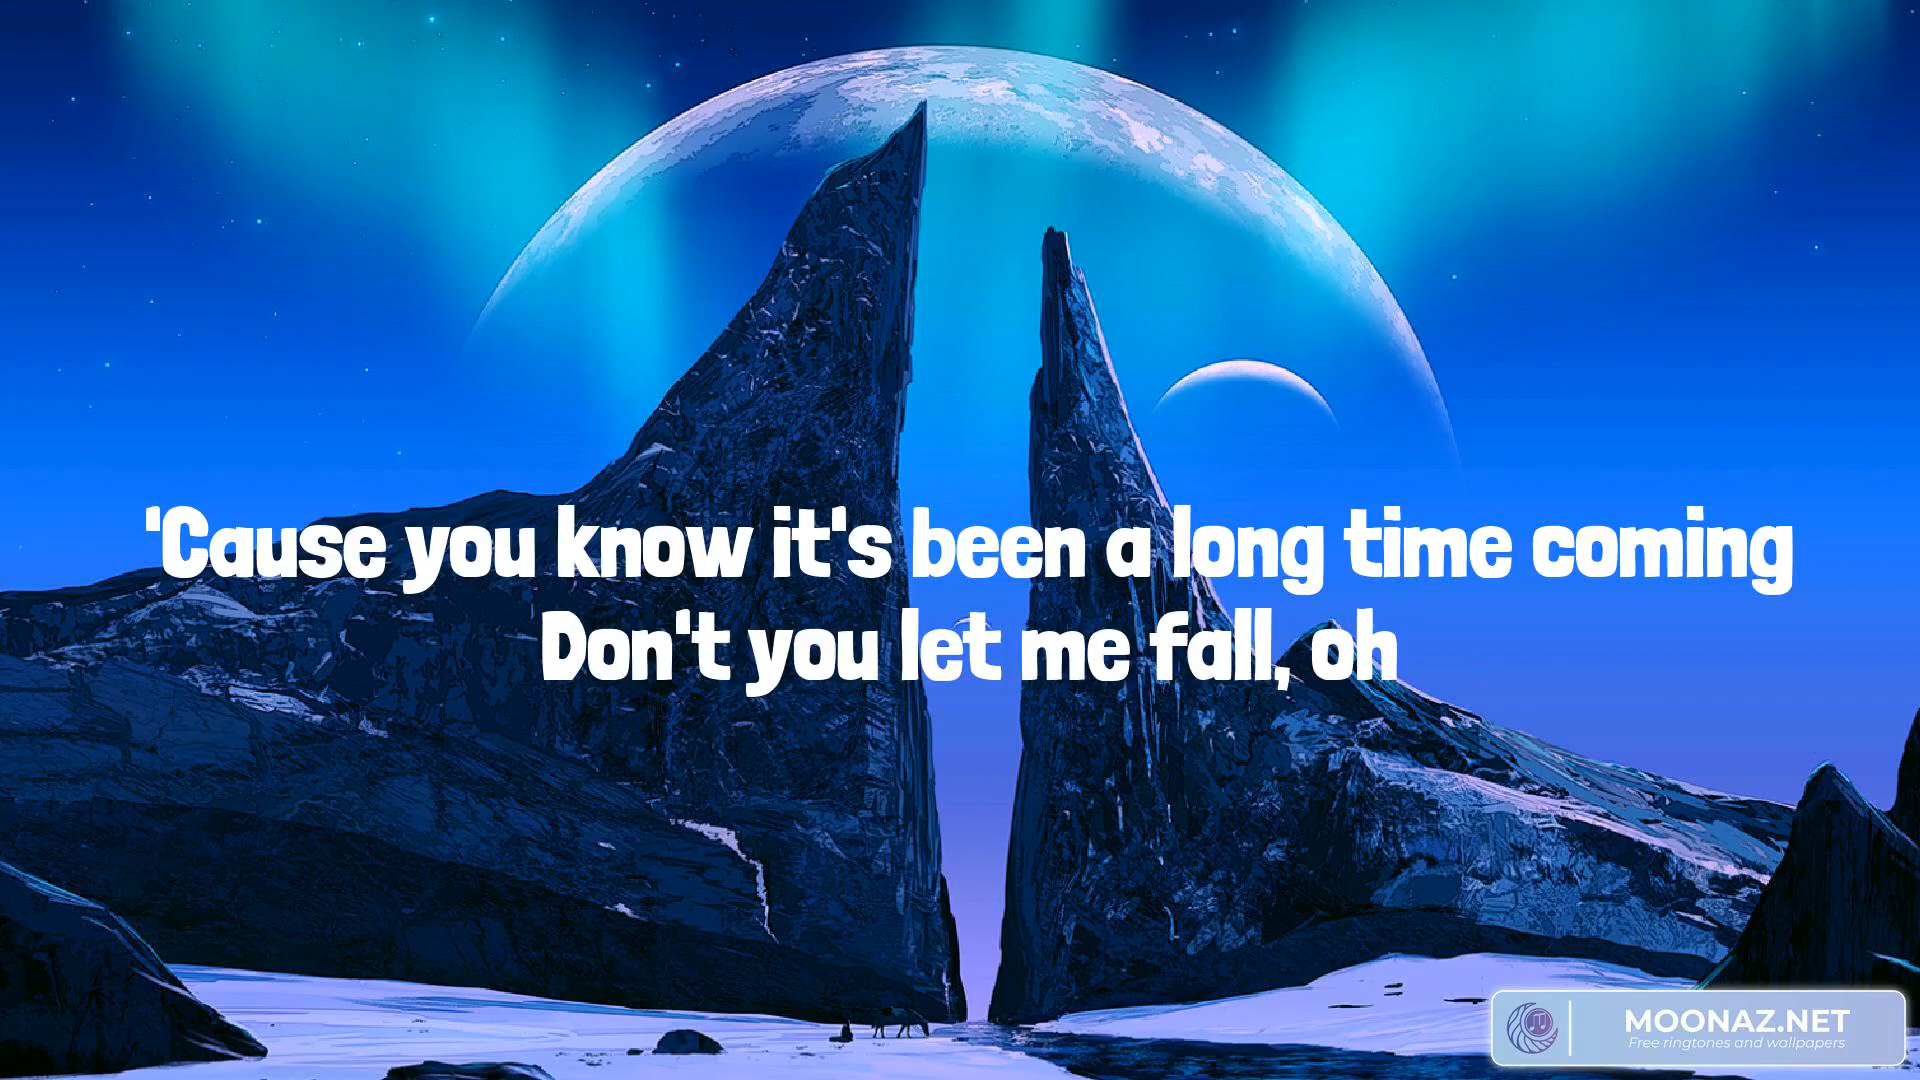 'Cause you know it's been a long time coming
Don't you let me fall, oh
MOONAZ.NET
Free ringtones and wallpapers